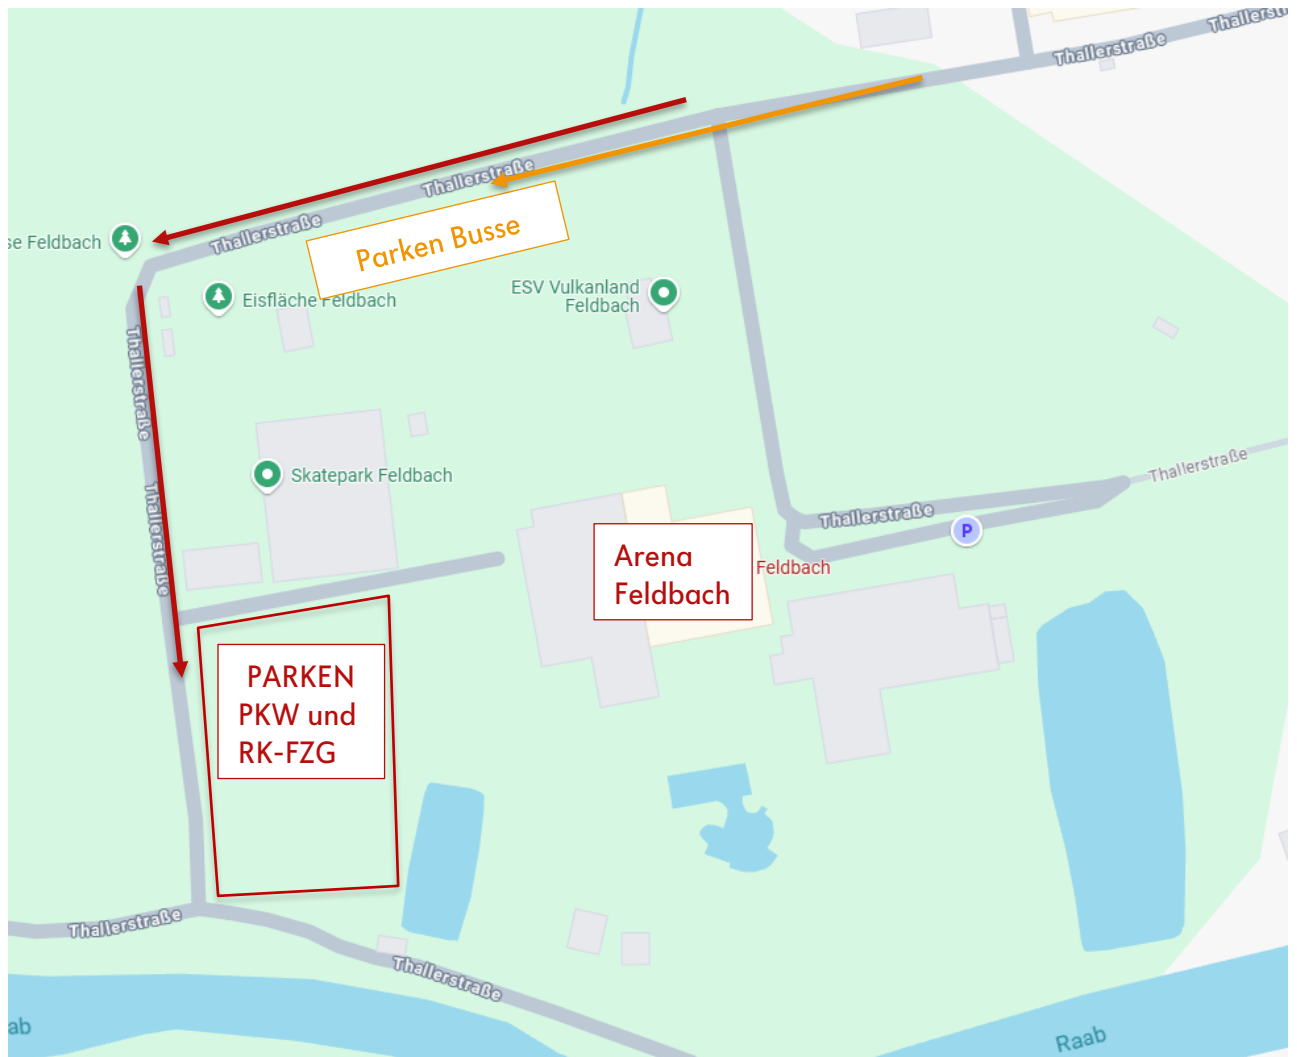 Thallerstraße
Thallerst
Thallerstraße
Thallerstraße
se Feldbach
Parken Busse
ESV Vulkanland
Feldbach
Eisfläche Feldbach
Thallerstraße
Thallerstraße
Skatepark Feldbach
Thallerstraße
Thallerstraße
P
Arena
Feldbach
Feldbach
PARKEN
PKW und
RK-FZG
Thallerstraße
Thallerstraße
ab
Raab